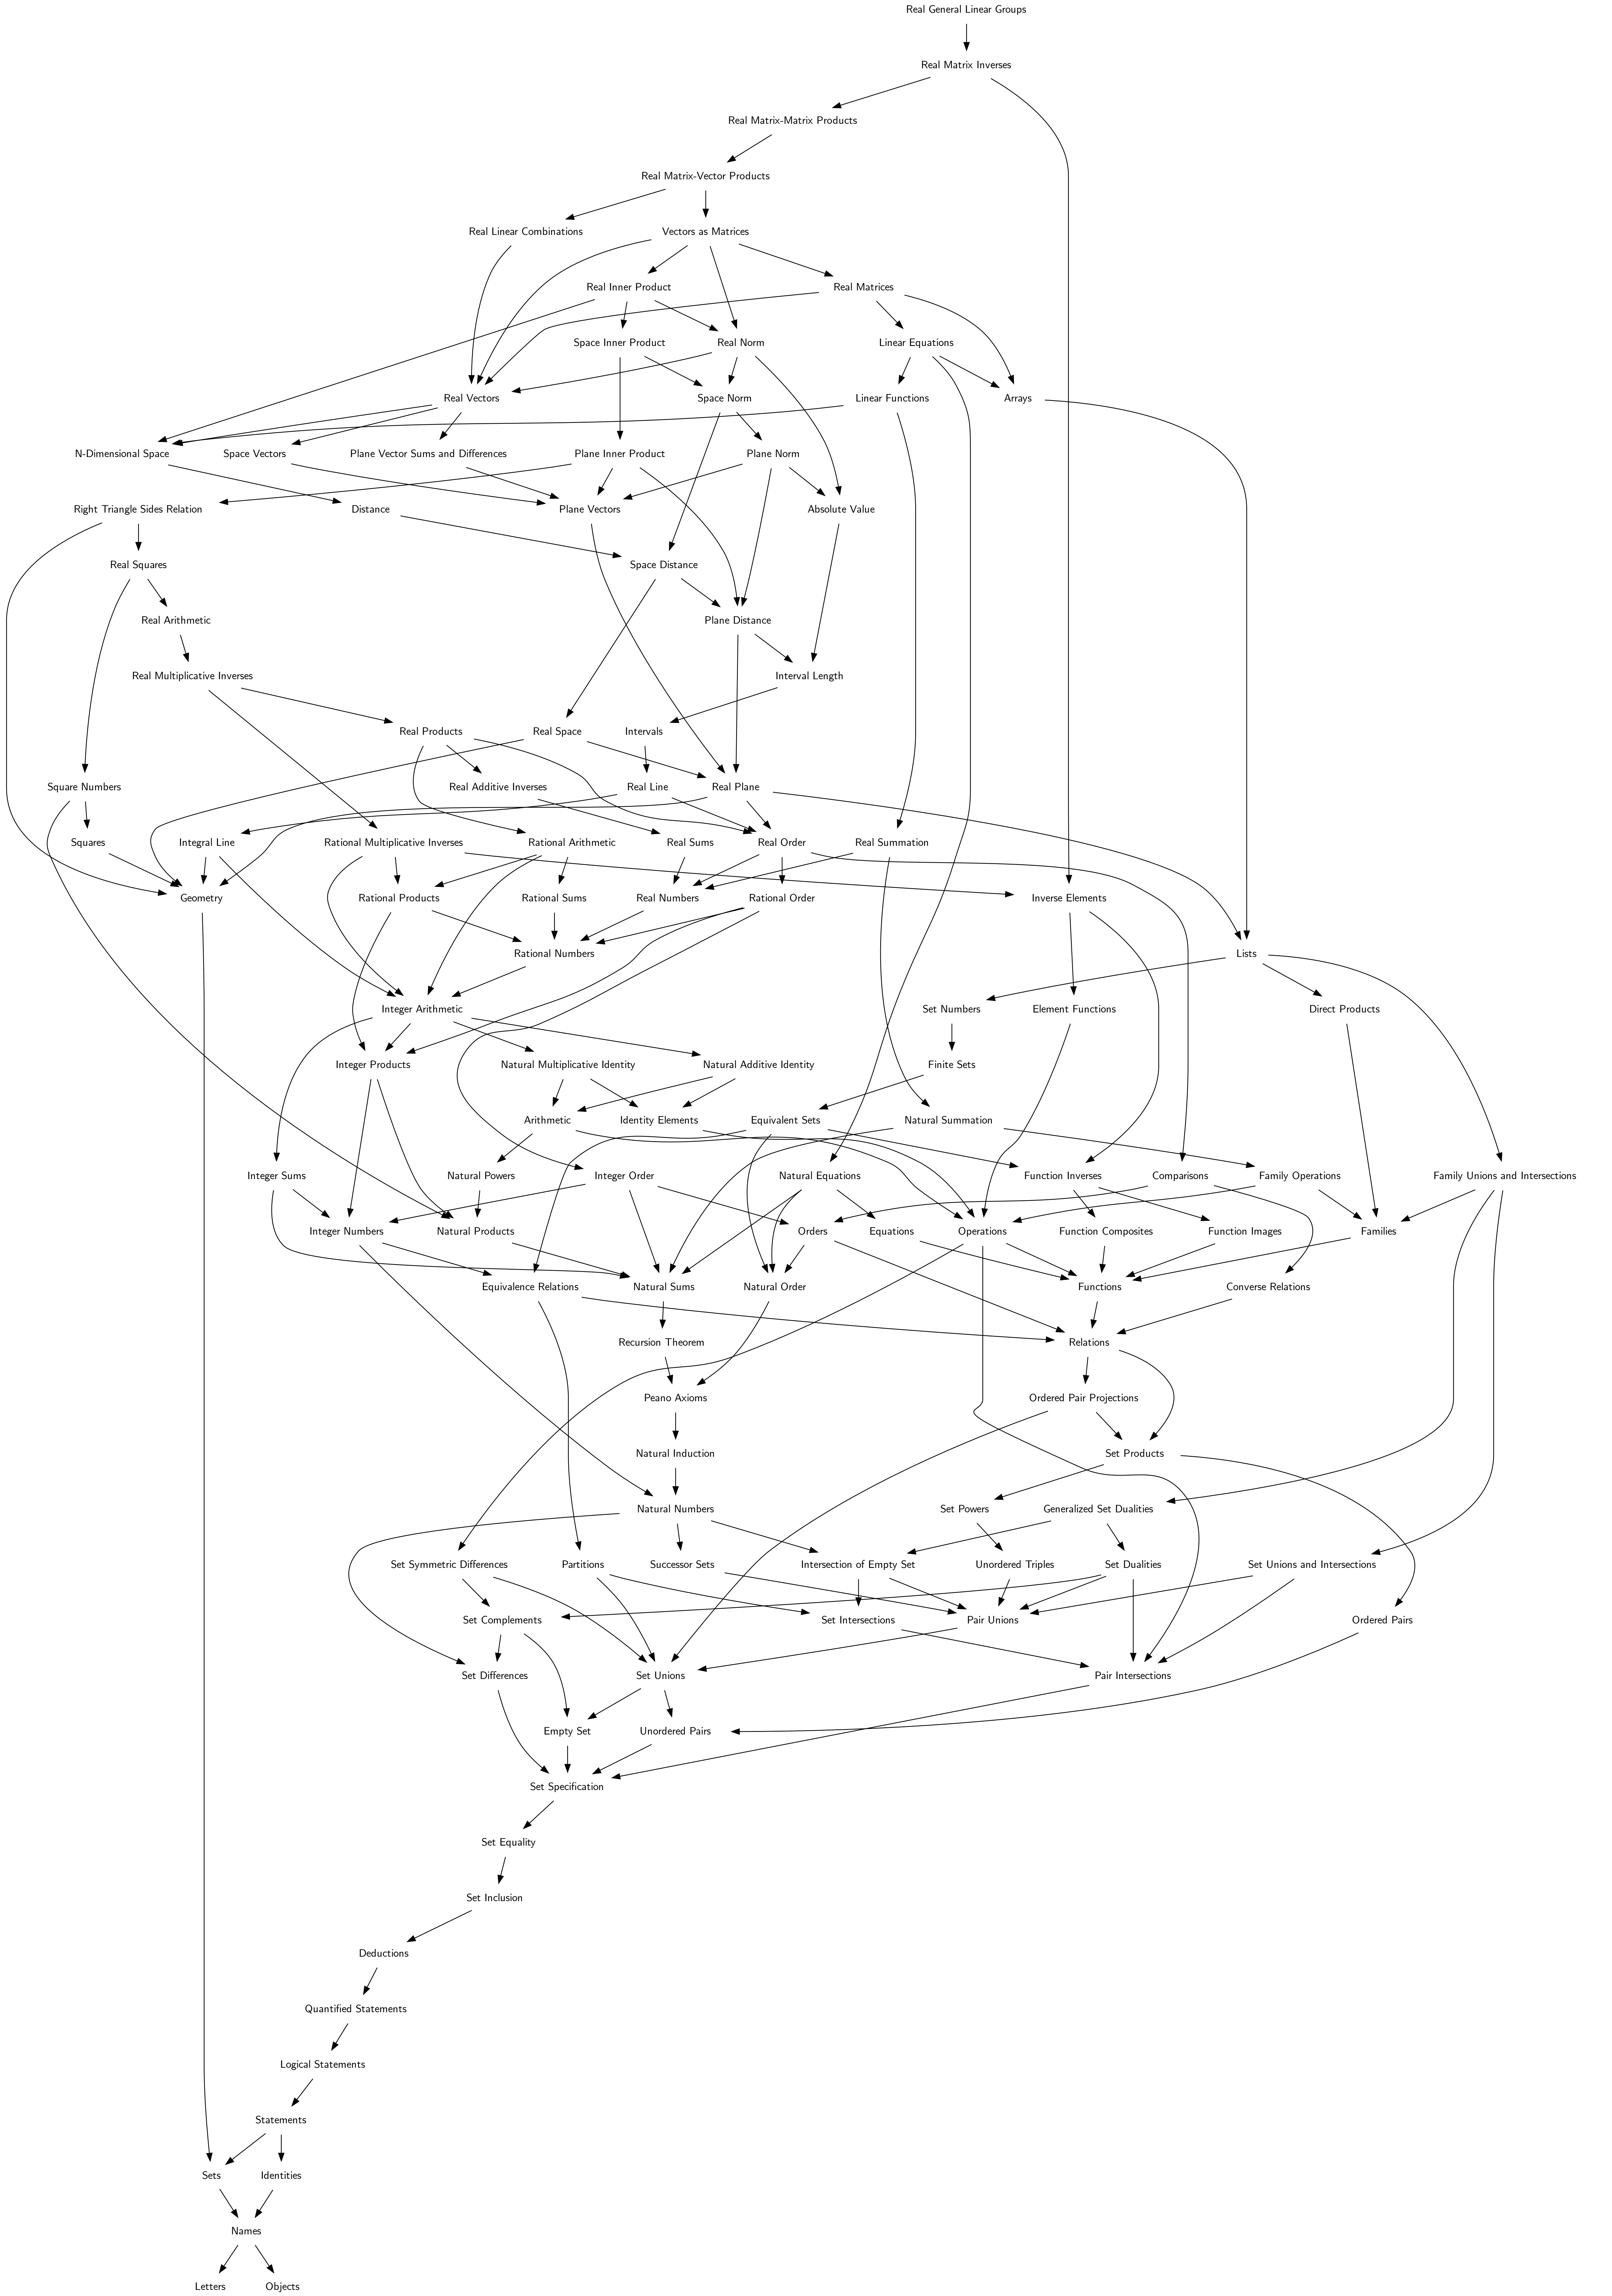 Real General Linear Groups
Real Matrix Inverses
Real Matrix-Matrix Products
Real Matrix-Vector Products
Real Linear Combinations
Vectors as Matrices
Real Inner Product
Real Matrices
Space Inner Product
Real Norm
Linear Equations
Real Vectors
Space Norm
Linear Functions
Arrays
N-Dimensional Space
Space Vectors
Plane Vector Sums and Differences
Plane Inner Product
Plane Norm
Right Triangle Sides Relation
Distance
Plane Vectors
Absolute Value
Real Squares
Space Distance
Real Arithmetic
Plane Distance
Real Multiplicative Inverses
Interval Length
Real Products
Real Space
Intervals
Square Numbers
Real Additive Inverses
Real Line
Real Plane
Squares
Integral Line
Rational Multiplicative Inverses
Rational Arithmetic
Real Sums
Real Order
Real Summation
Geometry
Rational Products
Rational Sums
Real Numbers
Rational Order
Inverse Elements
Rational Numbers
Lists
Integer Arithmetic
Set Numbers
Element Functions
Direct Products
Integer Products
Natural Multiplicative Identity
Natural Additive Identity
Finite Sets
Arithmetic
Identity Elements
Equivalent Sets
Natural Summation
Integer Sums
Natural Powers
Integer Order
Natural Equations
Function Inverses
Comparisons
Family Operations
Family Unions and Intersections
Integer Numbers
Natural Products
Orders
Equations
Operations
Function Composites
Function Images
Families
Equivalence Relations
Natural Sums
Natural Order
Functions
Converse Relations
Recursion Theorem
Relations
Peano Axioms
Ordered Pair Projections
Natural Induction
Set Products
Natural Numbers
Set Powers
Generalized Set Dualities
Set Symmetric Differences
Partitions
Successor Sets
Intersection of Empty Set
Unordered Triples
Set Dualities
Set Unions and Intersections
Set Complements
Set Intersections
Pair Unions
Ordered Pairs
Set Differences
Set Unions
Pair Intersections
Empty Set
Unordered Pairs
Set Specification
Set Equality
Set Inclusion
Deductions
Quantified Statements
Logical Statements
Statements
Sets
Identities
Names
Letters
Objects